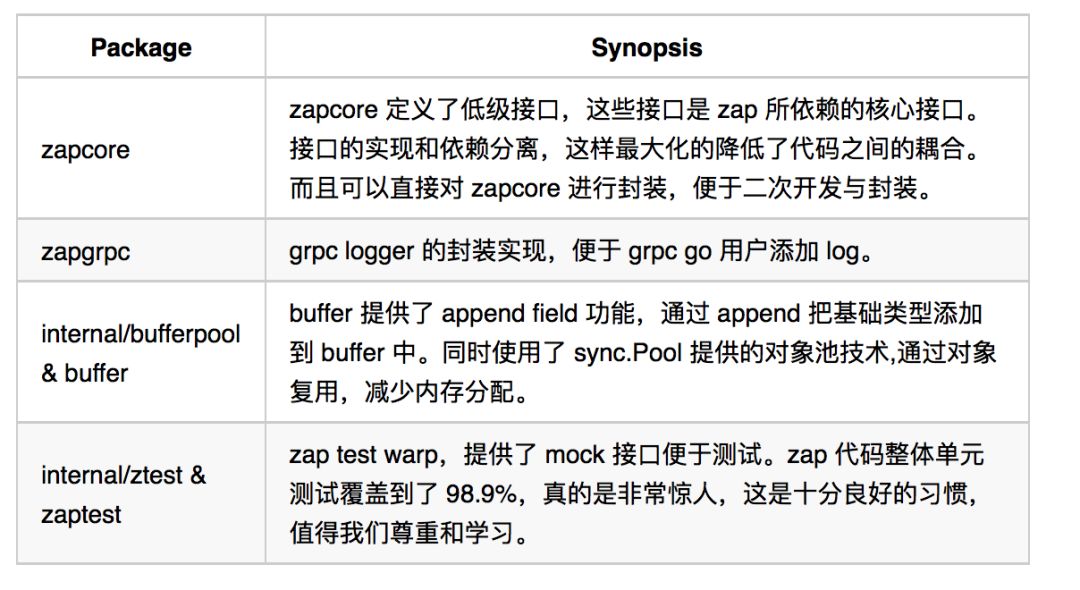 Package
Synopsis
zapcore
zapcore 定义了低级接口，这些接口是 zap 所依赖的核心接口。
接口的实现和依赖分离，这样最大化的降低了代码之间的耦合。
而且可以直接对 zapcore 进行封装，便于二次开发与封装。
zapgrpc
grpc logger 的封装实现，便于 grpc go 用户添加 log。
internal/bufferpool
& buffer
buffer 提供了 append field 功能，通过 append 把基础类型添加
到 buffer 中。同时使用了 sync.Pool 提供的对象池技术,通过对象
复用，减少内存分配。
internal/ztest &
zaptest
zap test warp，提供了 mock 接口便于测试。zap 代码整体单元
测试覆盖到了 98.9%，真的是非常惊人，这是十分良好的习惯，
值得我们尊重和学习。